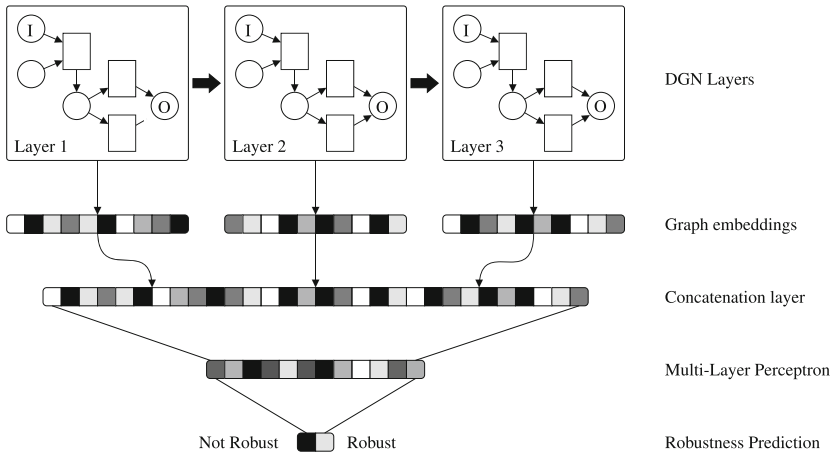 I
O
Layer 1
I
O
Layer 2
I
O
Layer 3
DGN Layers
Graph embeddings
Concatenation layer
Multi-Layer Perceptron
Not Robust
Robust
Robustness Prediction